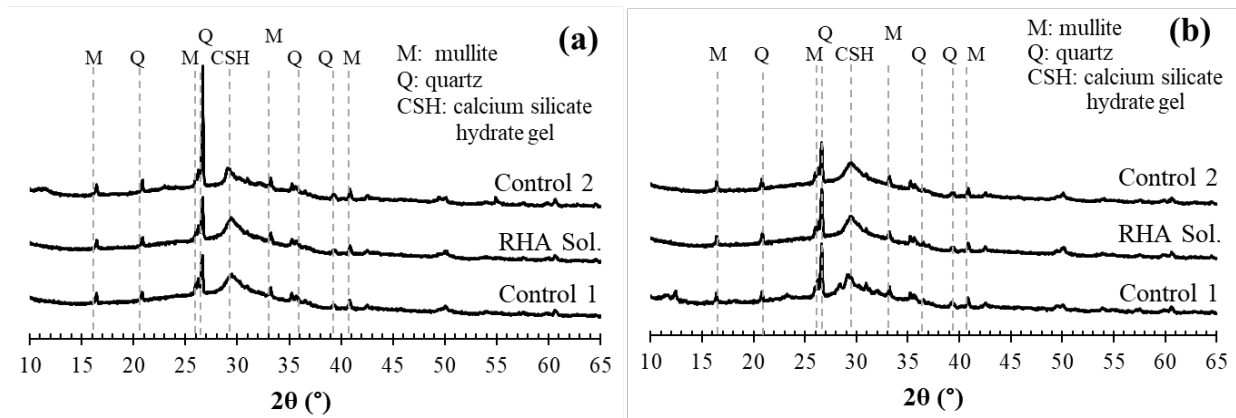 (a)
M: mullite
Q: quartz
CSH: calcium silicate
hydrate gel
M Q M Q CSH M Q Q M
Control 2
RHA Sol.
Control 1
10 15 20 25 30 35 40 45 50 55 60 65
2θ (°)
(b)
M: mullite
Q: quartz
CSH: calcium silicate
hydrate gel
M Q M Q CSH M Q Q M
Control 2
RHA Sol.
Control 1
10 15 20 25 30 35 40 45 50 55 60 65
2θ (°)